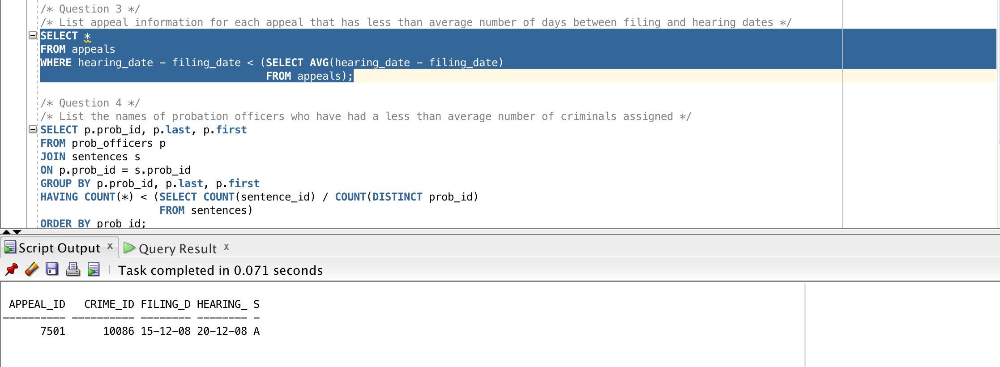 /* Question 3 */
/* List appeal information for each appeal that has less than average number of days between filing and hearing dates */
SELECT *
FROM appeals
WHERE hearing_date - filing_date < (SELECT AVG(hearing_date - filing_date)
FROM appeals);
/* Question 4 */
/* List the names of probation officers who have had a less than average number of criminals assigned */
SELECT p.prob_id, p.last, p.first
FROM prob_officers p
JOIN sentences s
ON p.prob_id = s.prob_id
GROUP BY p.prob_id, p.last, p.first
HAVING COUNT(*) < (SELECT COUNT(sentence_id) / COUNT(DISTINCT prob_id)
FROM sentences)
ORDER BY prob_id;
Script Output x Query Result x
Task completed in 0.071 seconds
APPEAL_ID CRIME_ID FILING_D HEARING_ S
---------- ---------- -------- -------- -
7501 10086 15-12-08 20-12-08 A